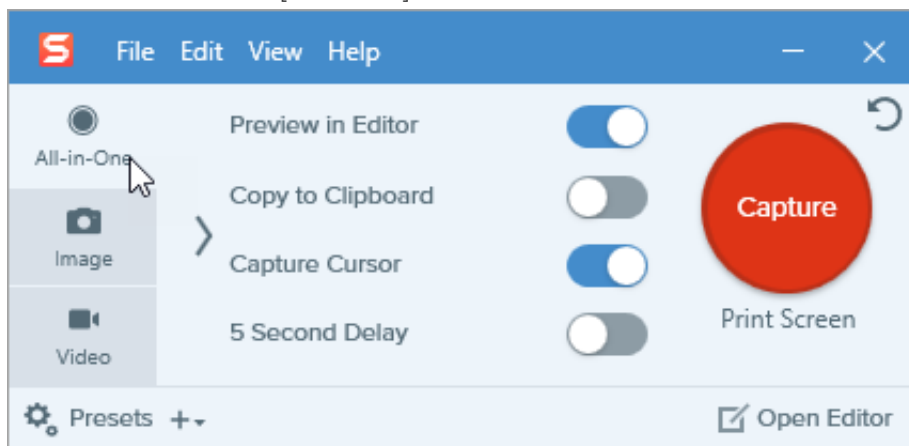 File Edit View Help
All-in-One
Image
Video
Preview in Editor
Copy to Clipboard
Capture Cursor
5 Second Delay
Capture
Print Screen
Presets
Open Editor